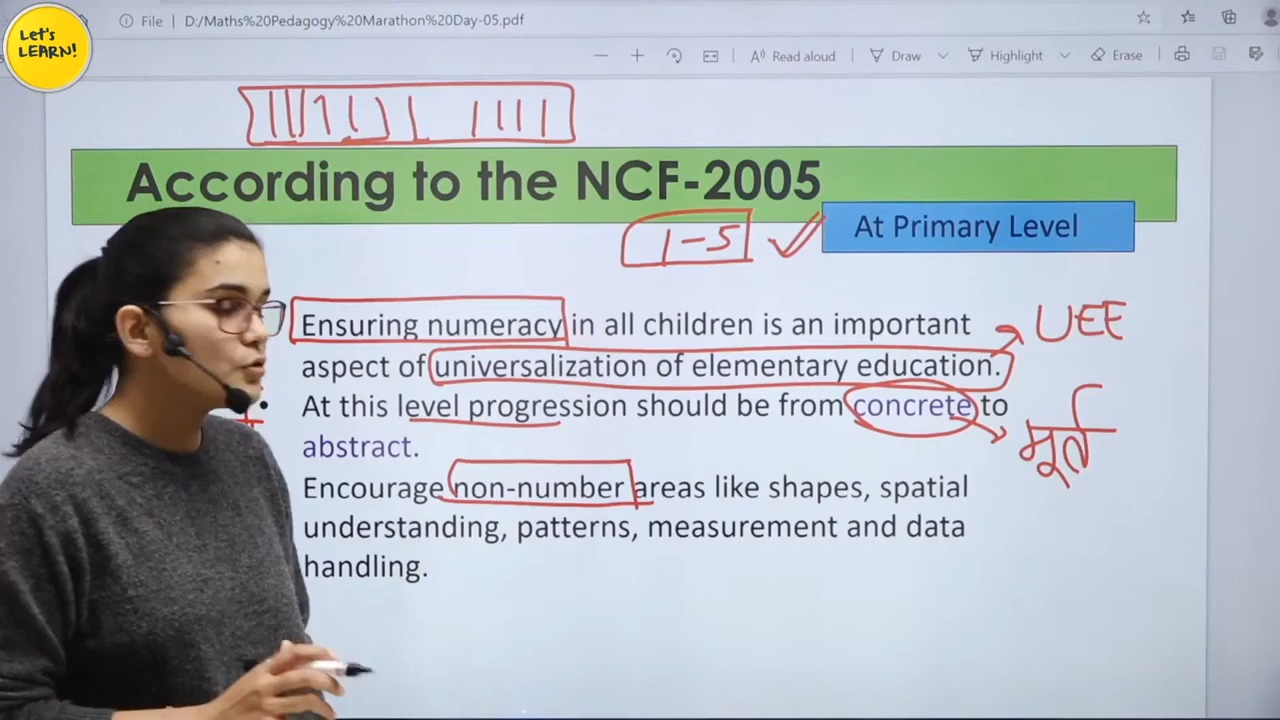 Let's
LEARN!
File | D:/Maths%20Pedagogy%20Marathon%20Day-05.pdf
Read aloud
Draw
Highlight
Erase
According to the NCF-2005
At Primary Level
1-5
Ensuring numeracy in all children is an important
aspect of universalization of elementary education.
UEE
• At this level progression should be from concrete to
abstract.
मूर्त
Encourage non-number areas like shapes, spatial
understanding, patterns, measurement and data
handling.